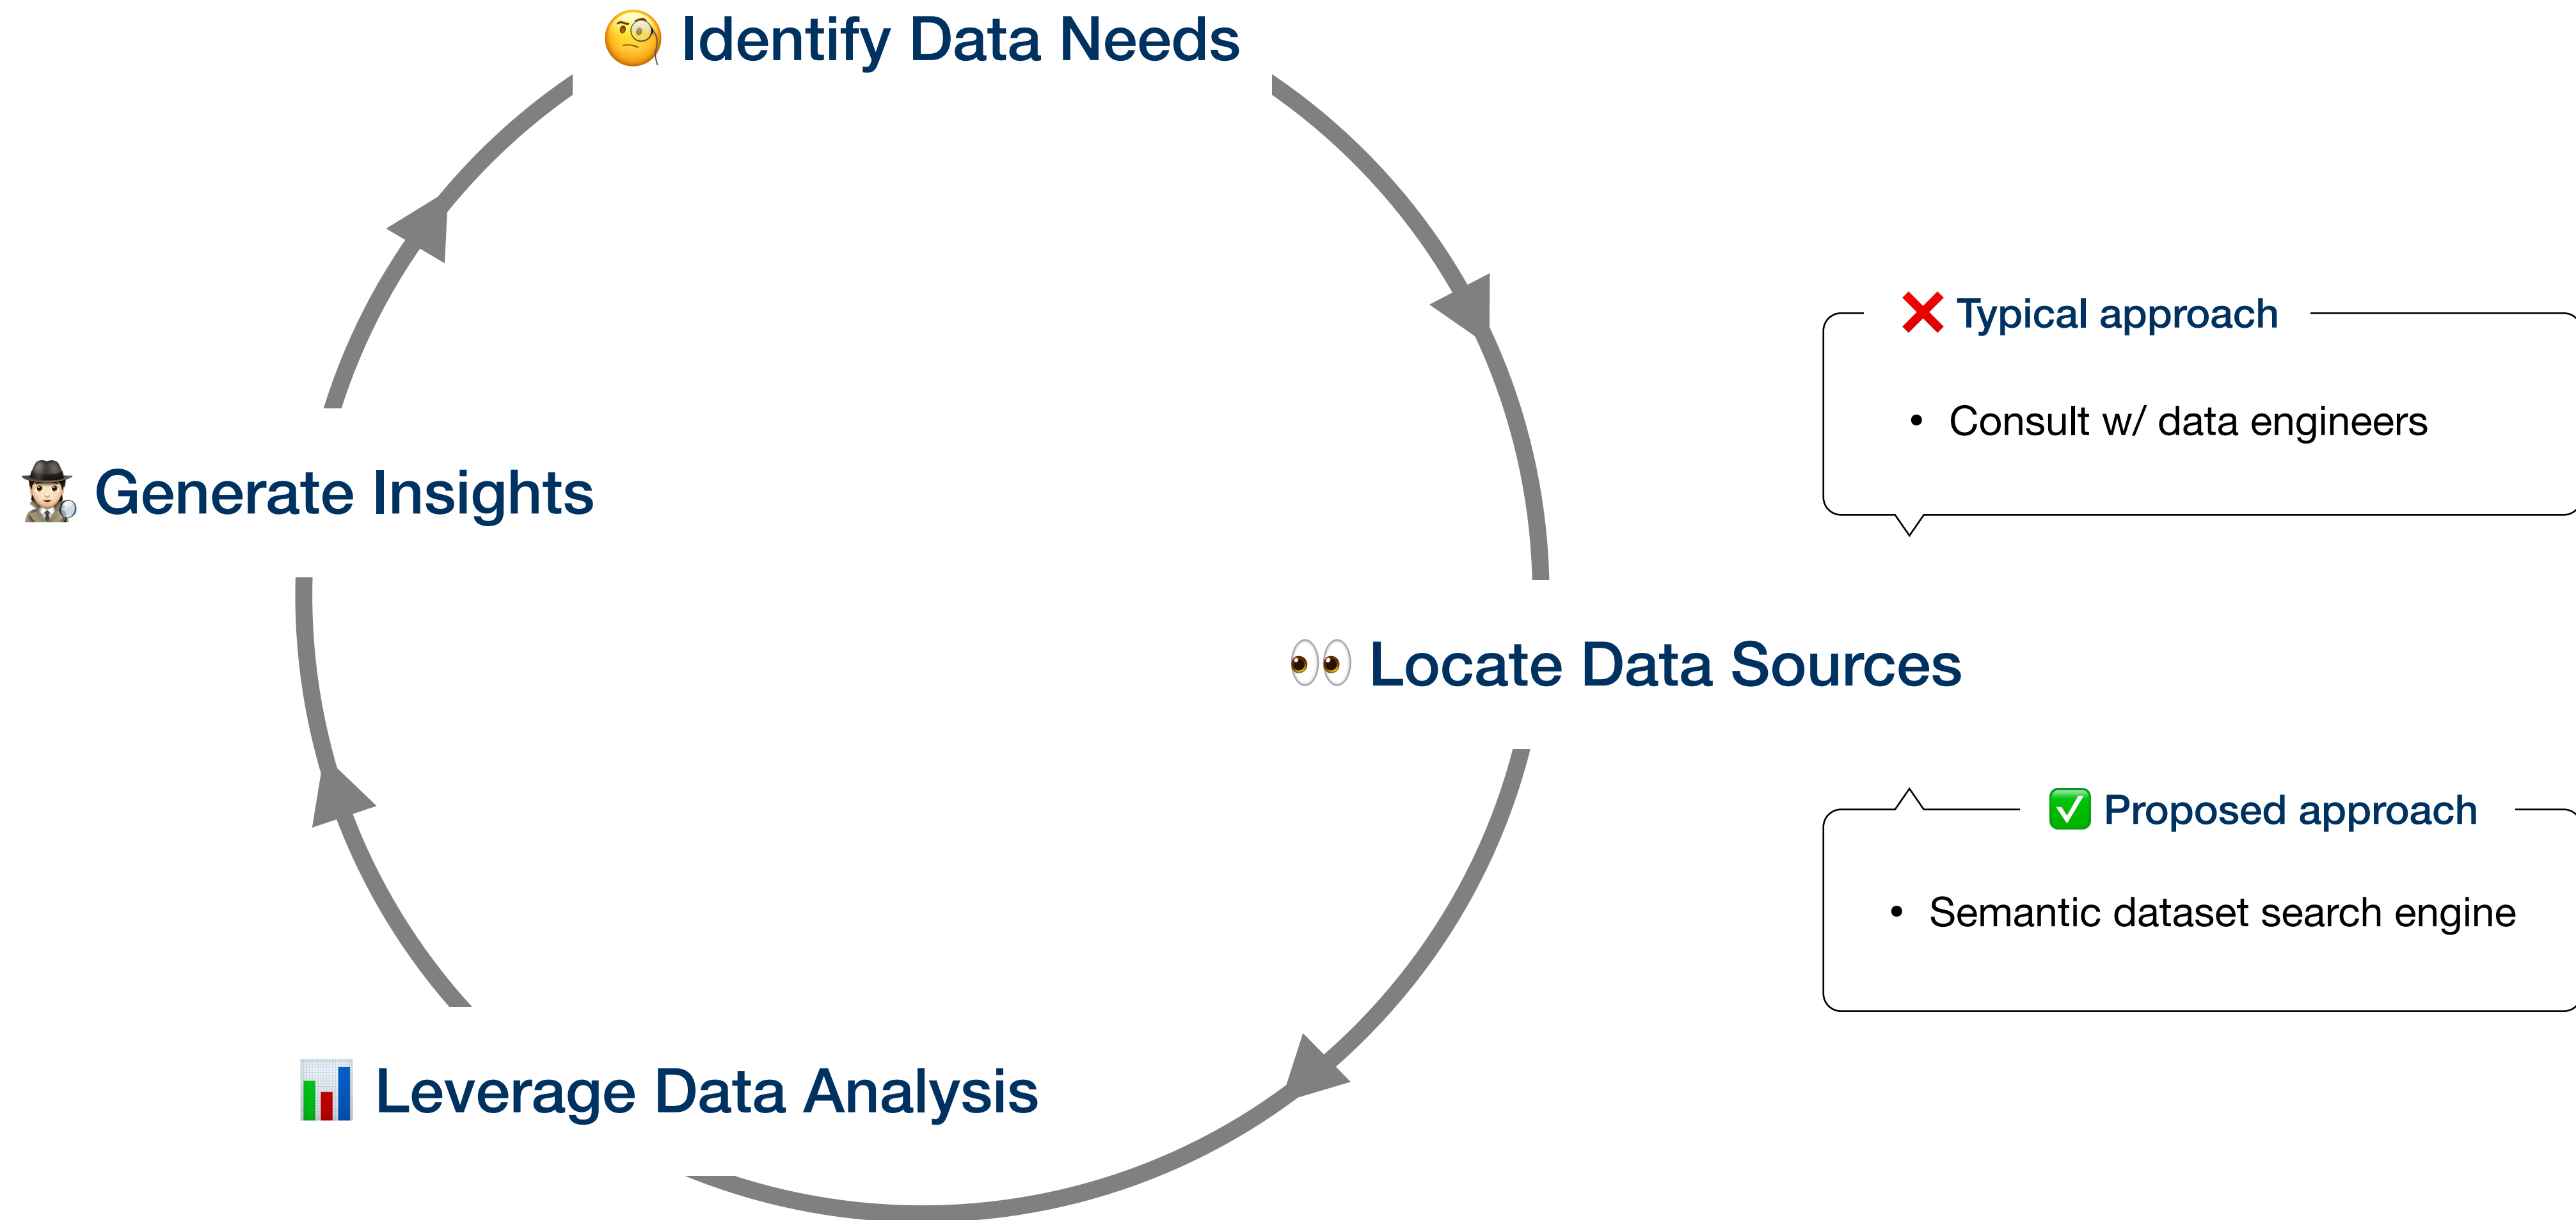 🧐 Identify Data Needs
❌ Typical approach
• Consult w/ data engineers
🕵🏻 Generate Insights
👀 Locate Data Sources
✅ Proposed approach
• Semantic dataset search engine
📊 Leverage Data Analysis